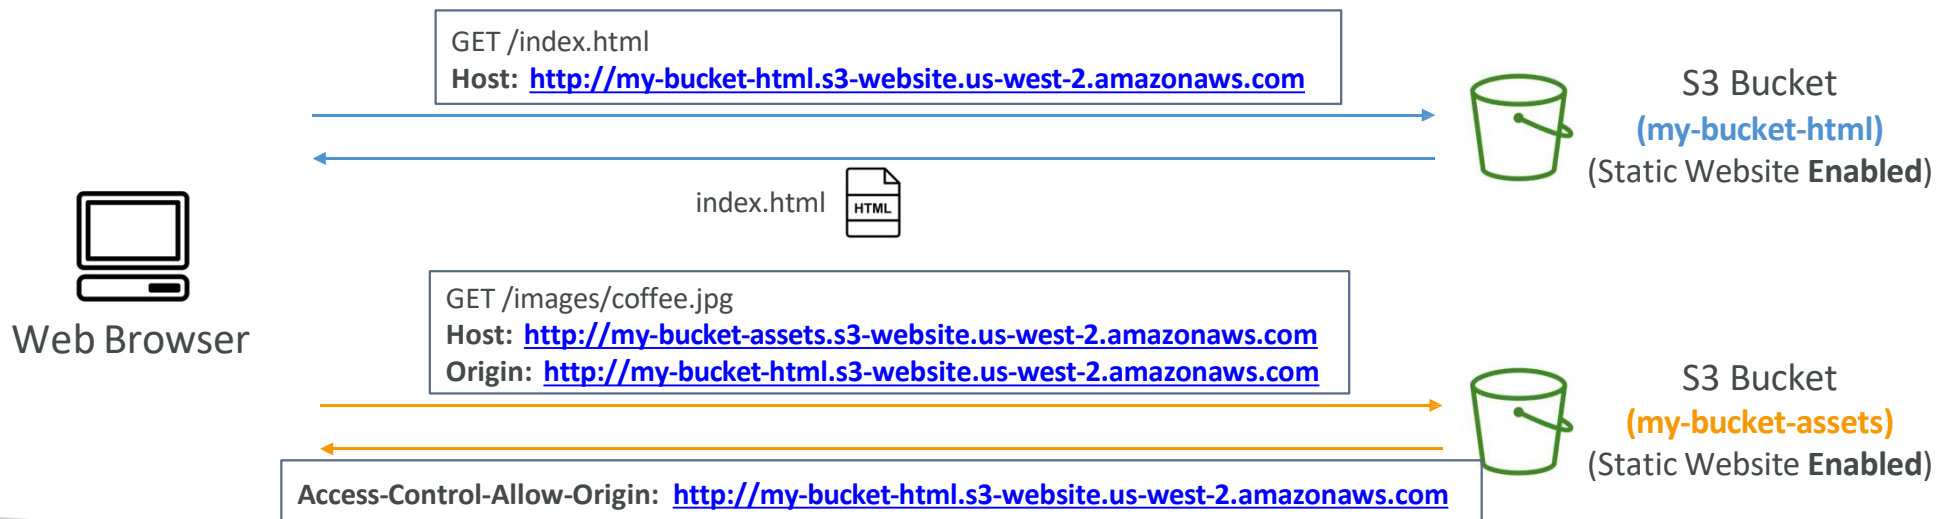 GET /index.html
Host: http://my-bucket-html.s3-website.us-west-2.amazonaws.com
S3 Bucket
(my-bucket-html)
(Static Website Enabled)
index.html
HTML
Web Browser
GET /images/coffee.jpg
Host: http://my-bucket-assets.s3-website.us-west-2.amazonaws.com
Origin: http://my-bucket-html.s3-website.us-west-2.amazonaws.com
S3 Bucket
(my-bucket-assets)
(Static Website Enabled)
Access-Control-Allow-Origin: http://my-bucket-html.s3-website.us-west-2.amazonaws.com